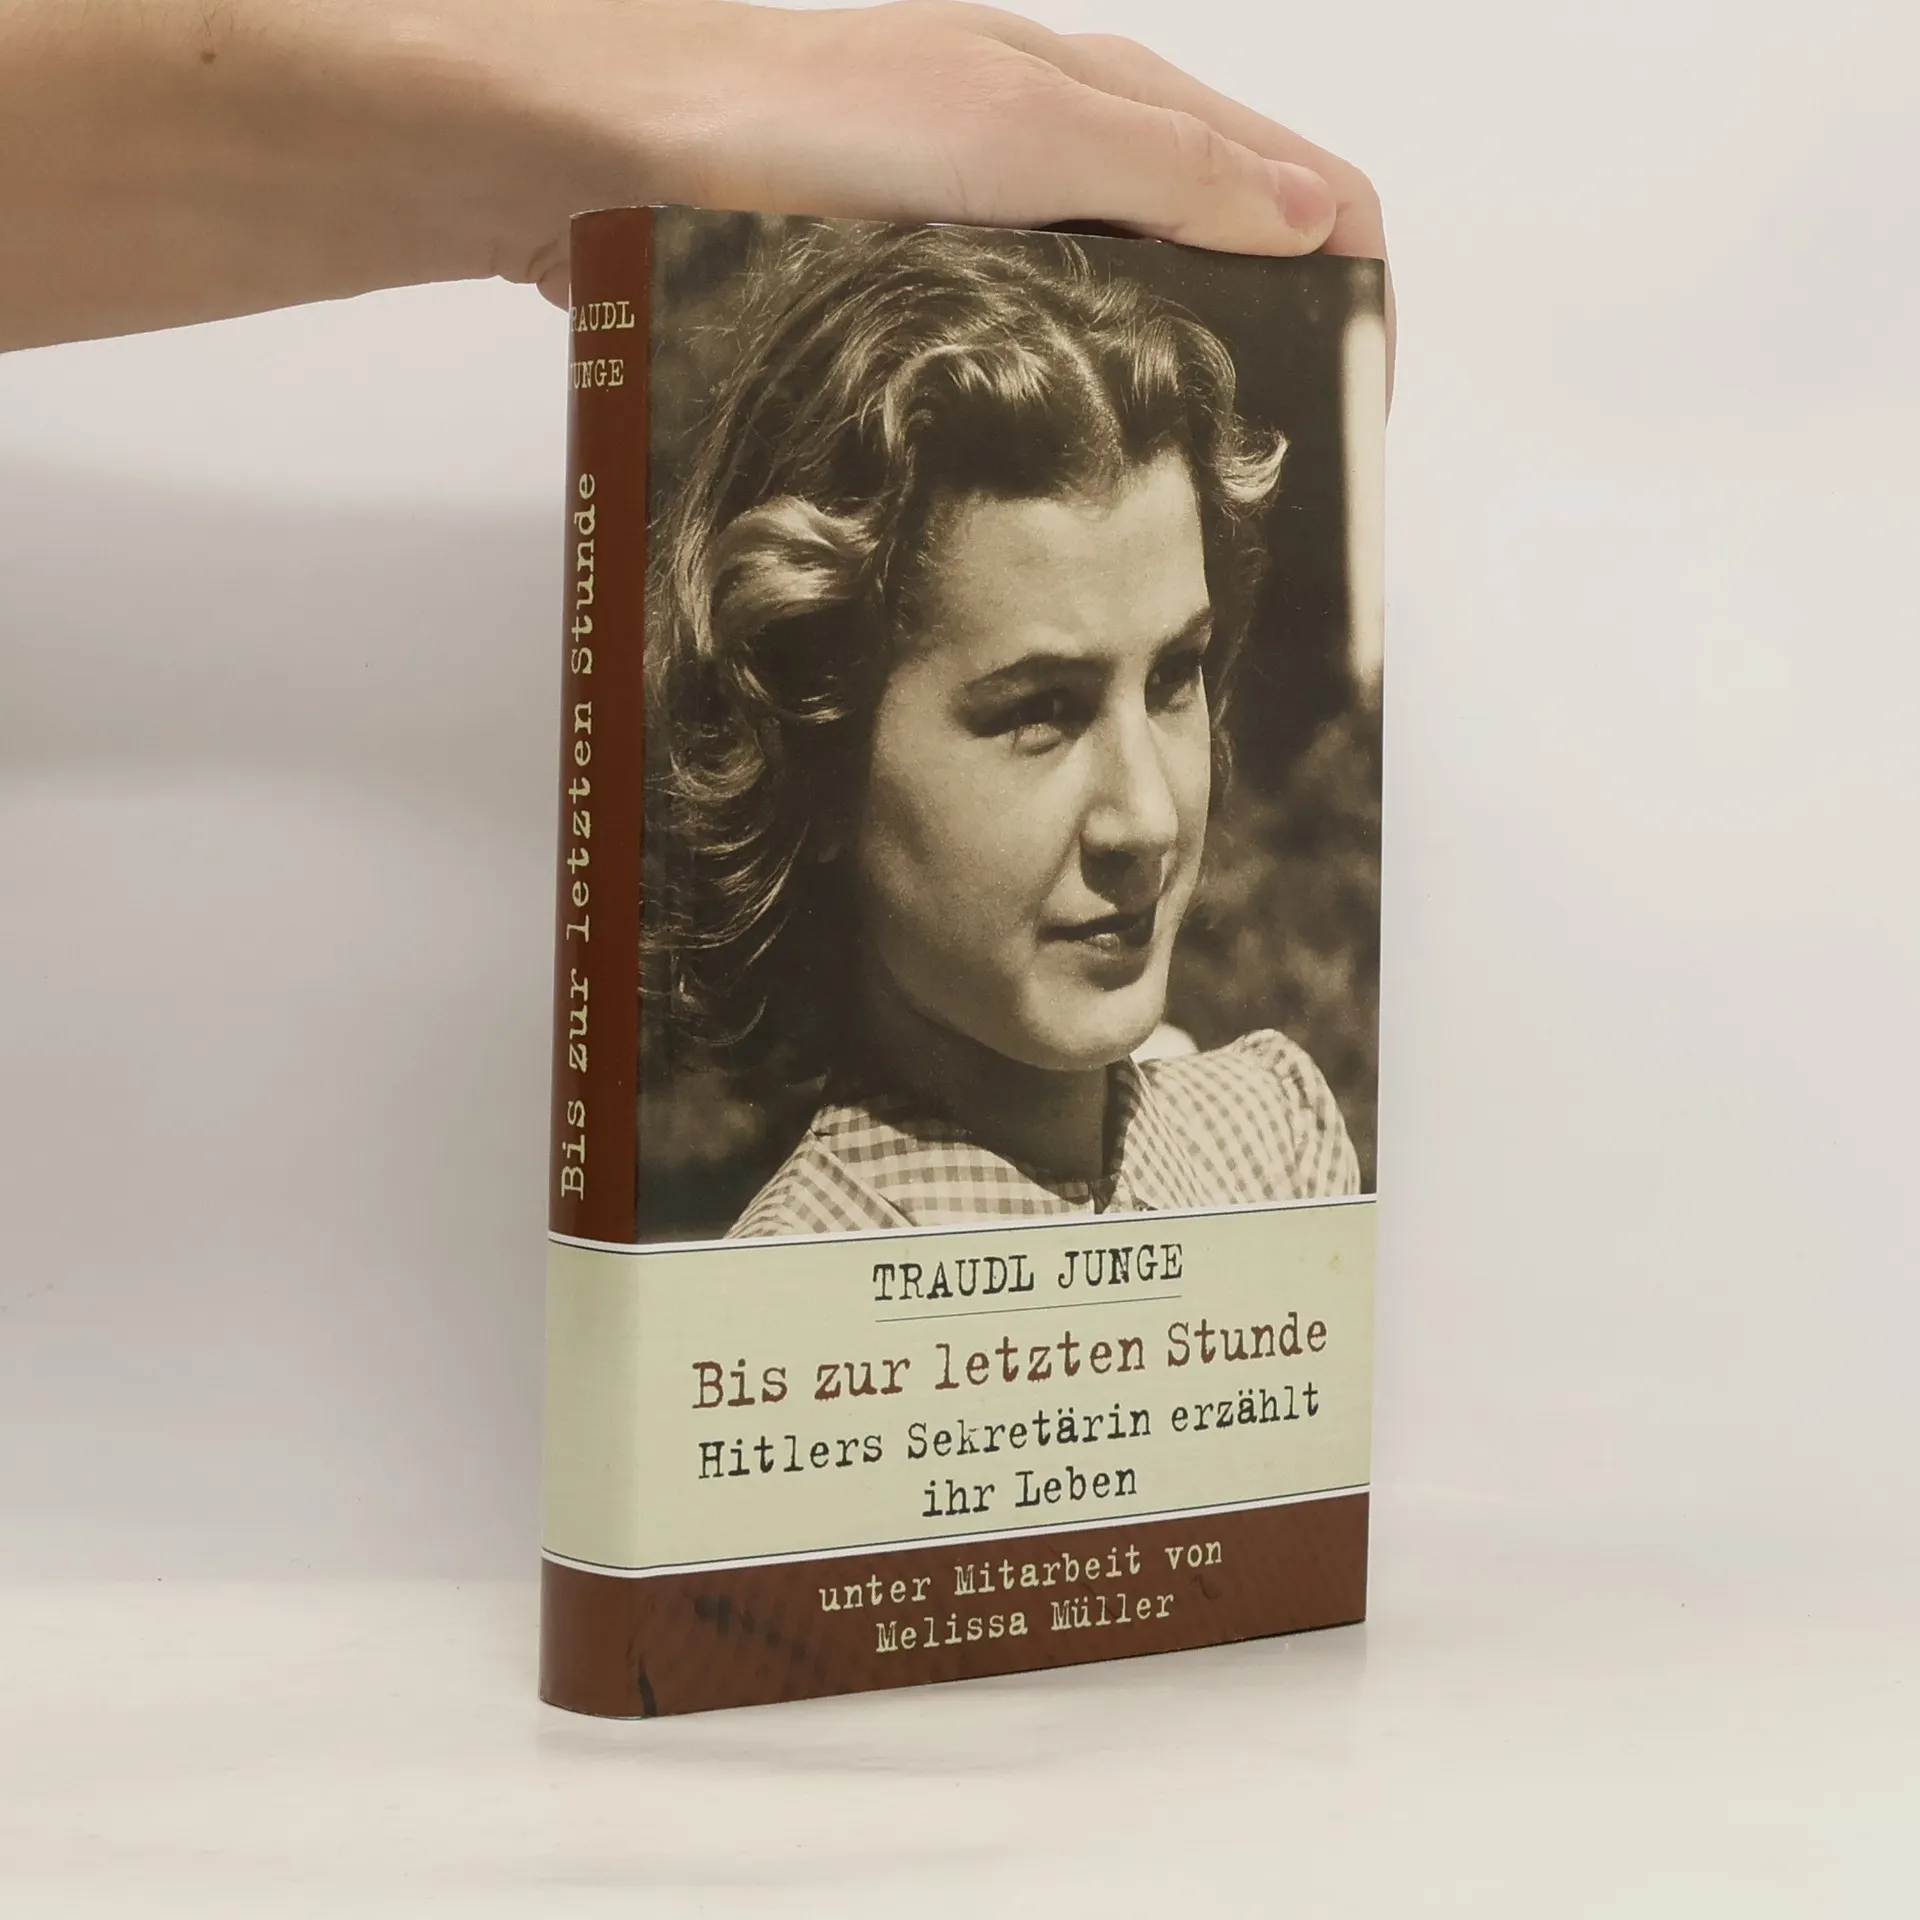 TRAUDL
JUNGE
Bis zur letzten Stunde
TRAUDL JUNGE
Bis zur letzten Stunde
Hitlers Sekretärin erzählt
ihr Leben
unter Mitarbeit von
Melissa Müller